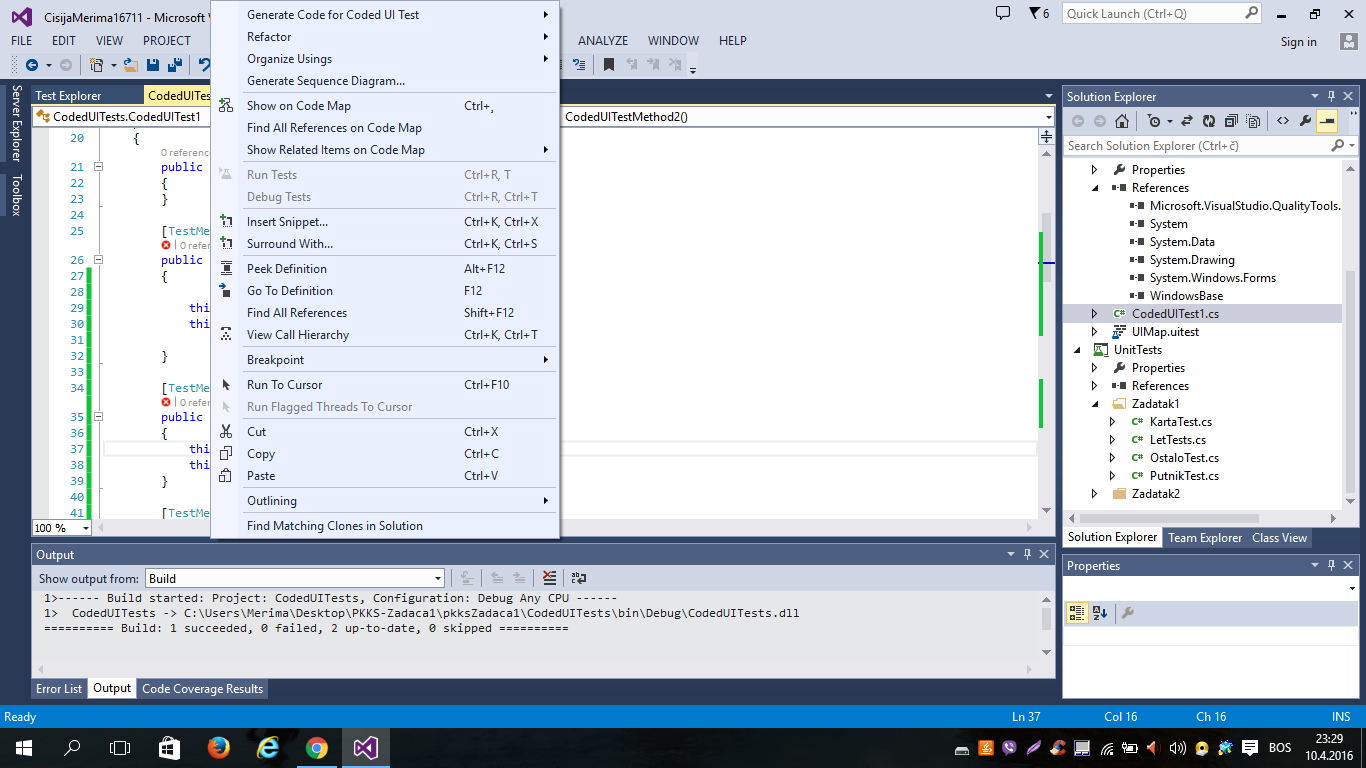 CisijaMerima16711 - Microsoft
6
Quick Launch (Ctrl+Q)
FILE EDIT VIEW PROJECT ANALYZE WINDOW HELP
Sign in
Generate Code for Coded UI Test
Refactor
Organize Usings
Generate Sequence Diagram...
Show on Code Map Ctrl+¸
Find All References on Code Map
Show Related Items on Code Map
Run Tests Ctrl+R, T
Debug Tests Ctrl+R, Ctrl+T
Insert Snippet... Ctrl+K, Ctrl+X
Surround With... Ctrl+K, Ctrl+S
Peek Definition Alt+F12
Go To Definition F12
Find All References Shift+F12
View Call Hierarchy Ctrl+K, Ctrl+T
Breakpoint
Run To Cursor Ctrl+F10
Run Flagged Threads To Cursor
Cut Ctrl+X
Copy Ctrl+C
Paste Ctrl+V
Outlining
Find Matching Clones in Solution
Server Explorer
Toolbox
Test Explorer CodedUITes
CodedUITests.CodedUITest1 CodedUITestMethod2()
20 {
0 referenc
21 public
22 {
23 }
24
25 [TestMe
0 refer
26 public
27 {
28
29 thi
30 thi
31
32 }
33
34 [TestMe
0 refer
35 public
36 {
37 thi
38 thi
39 }
40
41 [TestMe
100 %
Solution Explorer
Search Solution Explorer (Ctrl+č)
Properties
References
Microsoft.VisualStudio.QualityTools.
System
System.Data
System.Drawing
System.Windows.Forms
WindowsBase
C# CodedUITest1.cs
UIMap.uitest
UnitTests
Properties
References
Zadatak1
C# KartaTest.cs
C# LetTests.cs
C# OstaloTest.cs
C# PutnikTest.cs
Zadatak2
Solution Explorer Team Explorer Class View
Properties
Output
Show output from: Build
1>------ Build started: Project: CodedUITests, Configuration: Debug Any CPU ------
1> CodedUITests -> C:\Users\Merima\Desktop\PKKS-Zadaca1\pkksZadaca1\CodedUITests\bin\Debug\CodedUITests.dll
========== Build: 1 succeeded, 0 failed, 2 up-to-date, 0 skipped ==========
Error List Output Code Coverage Results
Ready Ln 37 Col 16 Ch 16 INS
BOS
23:29
10.4.2016